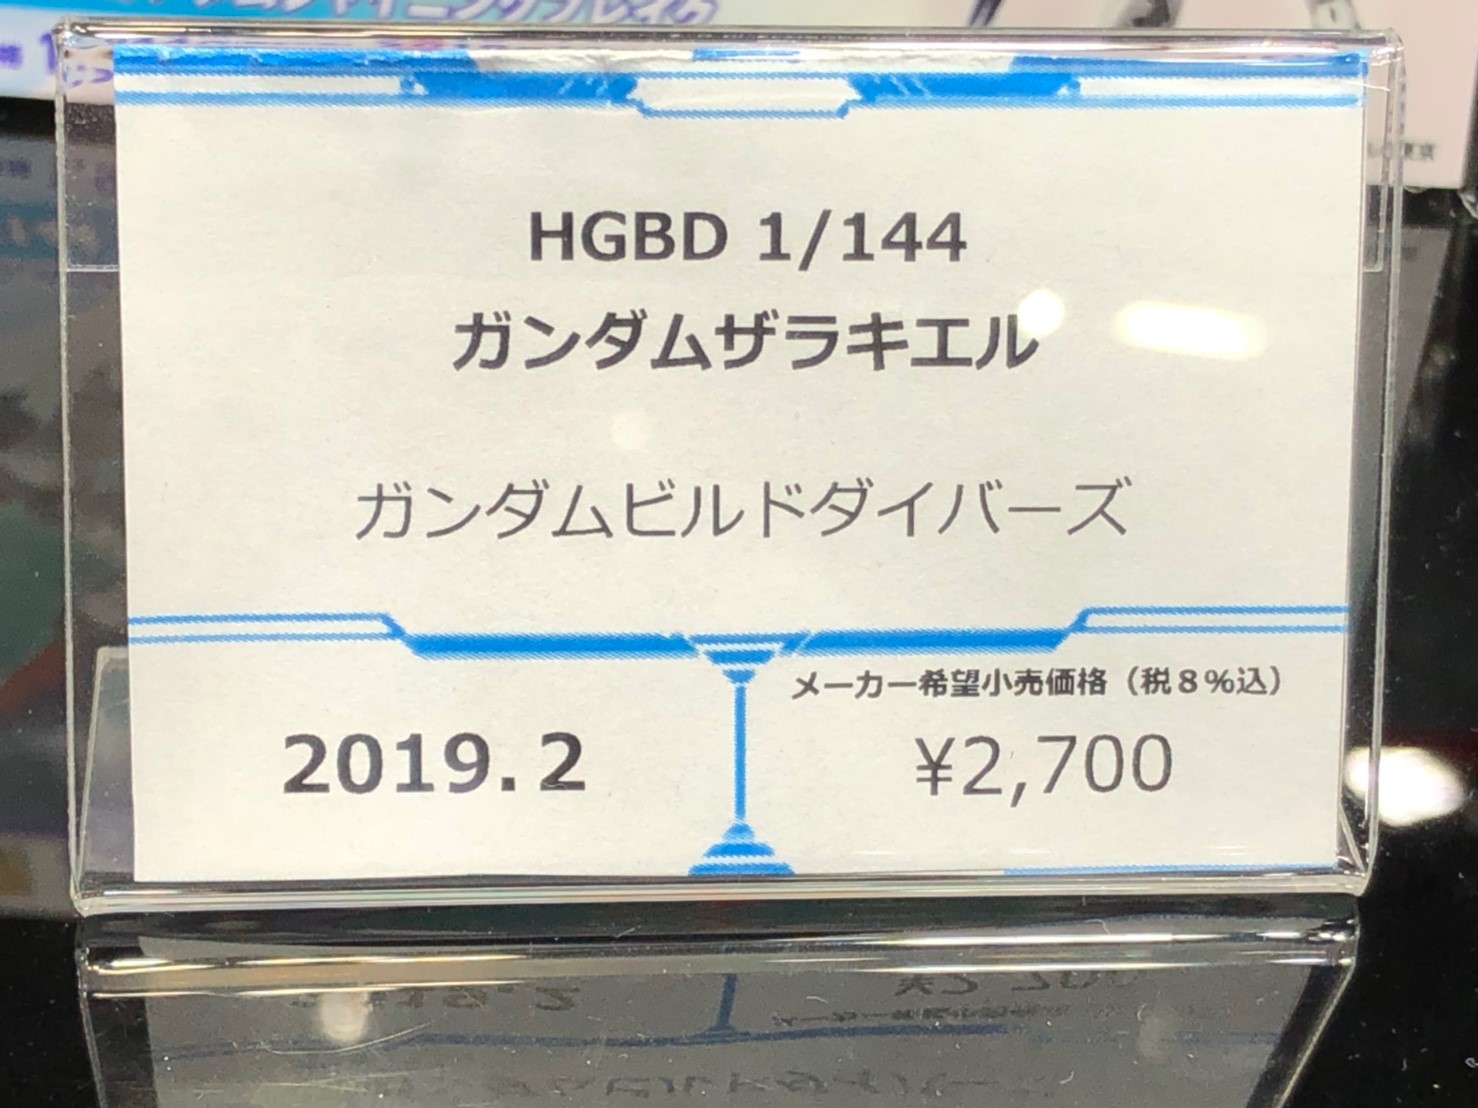 HGBD 1/144
ガンダムザラキエル
ガンダムビルドダイバーズ
メーカー希望小売価格（税８%込）
2019.2
¥2,700